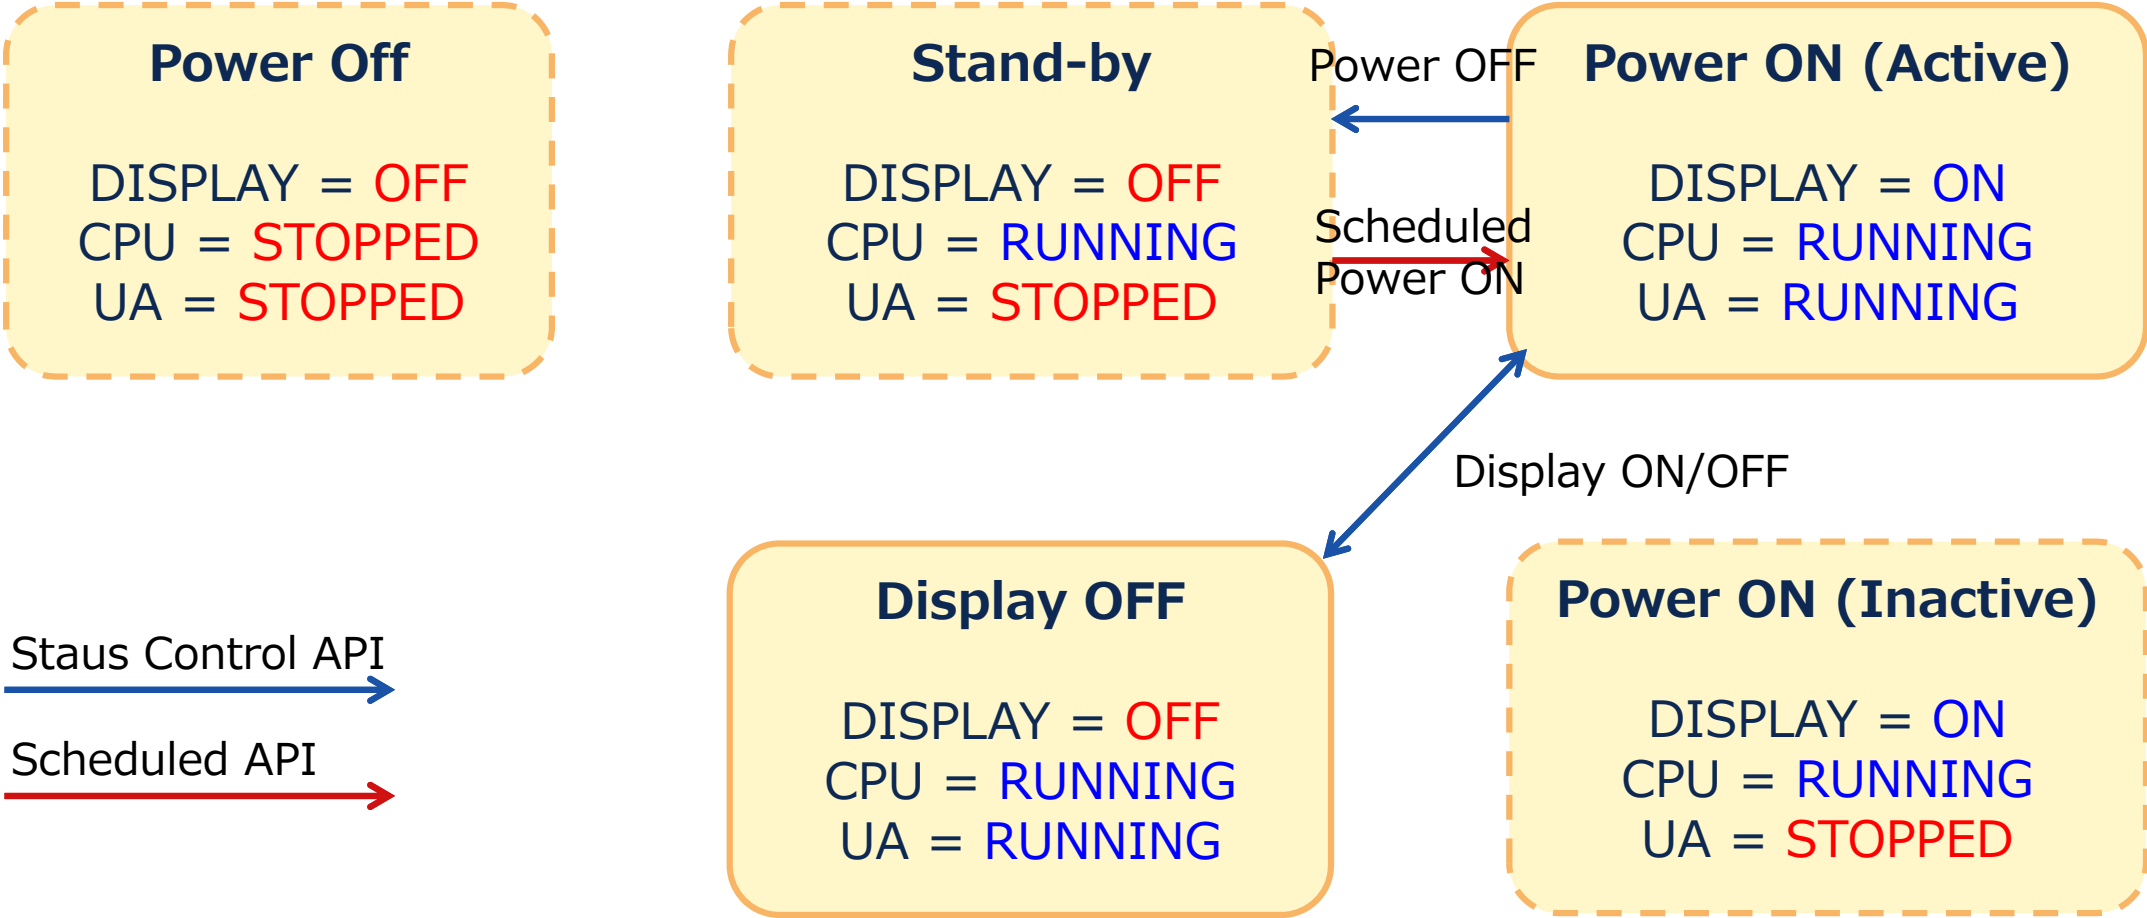 Power Off
DISPLAY = OFF
CPU = STOPPED
UA = STOPPED
Stand-by
DISPLAY = OFF
CPU = RUNNING
UA = STOPPED
Power OFF
Scheduled
Power ON
Power ON (Active)
DISPLAY = ON
CPU = RUNNING
UA = RUNNING
Display ON/OFF
Staus Control API
Scheduled API
Display OFF
DISPLAY = OFF
CPU = RUNNING
UA = RUNNING
Power ON (Inactive)
DISPLAY = ON
CPU = RUNNING
UA = STOPPED